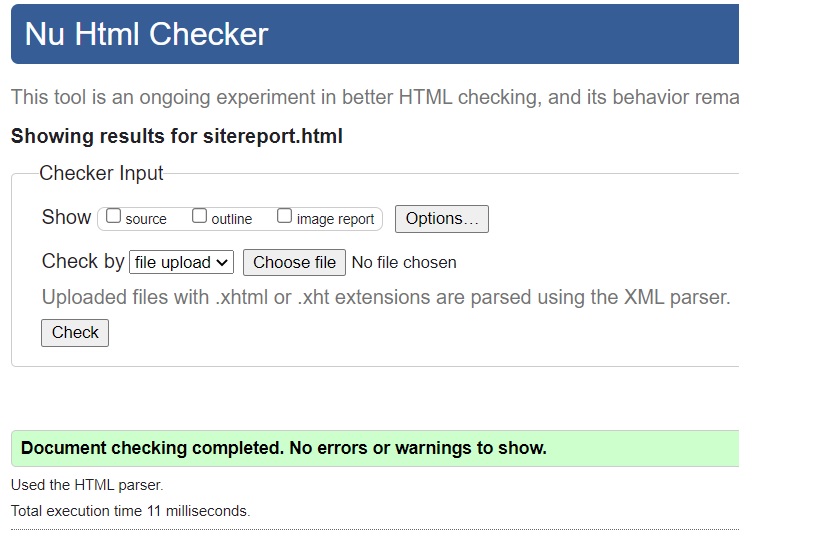 Nu Html Checker
This tool is an ongoing experiment in better HTML checking, and its behavior rema
Showing results for sitereport.html
Checker Input
Show source outline image report Options...
Check by file upload Choose file No file chosen
Uploaded files with .xhtml or .xht extensions are parsed using the XML parser.
Check
Document checking completed. No errors or warnings to show.
Used the HTML parser.
Total execution time 11 milliseconds.